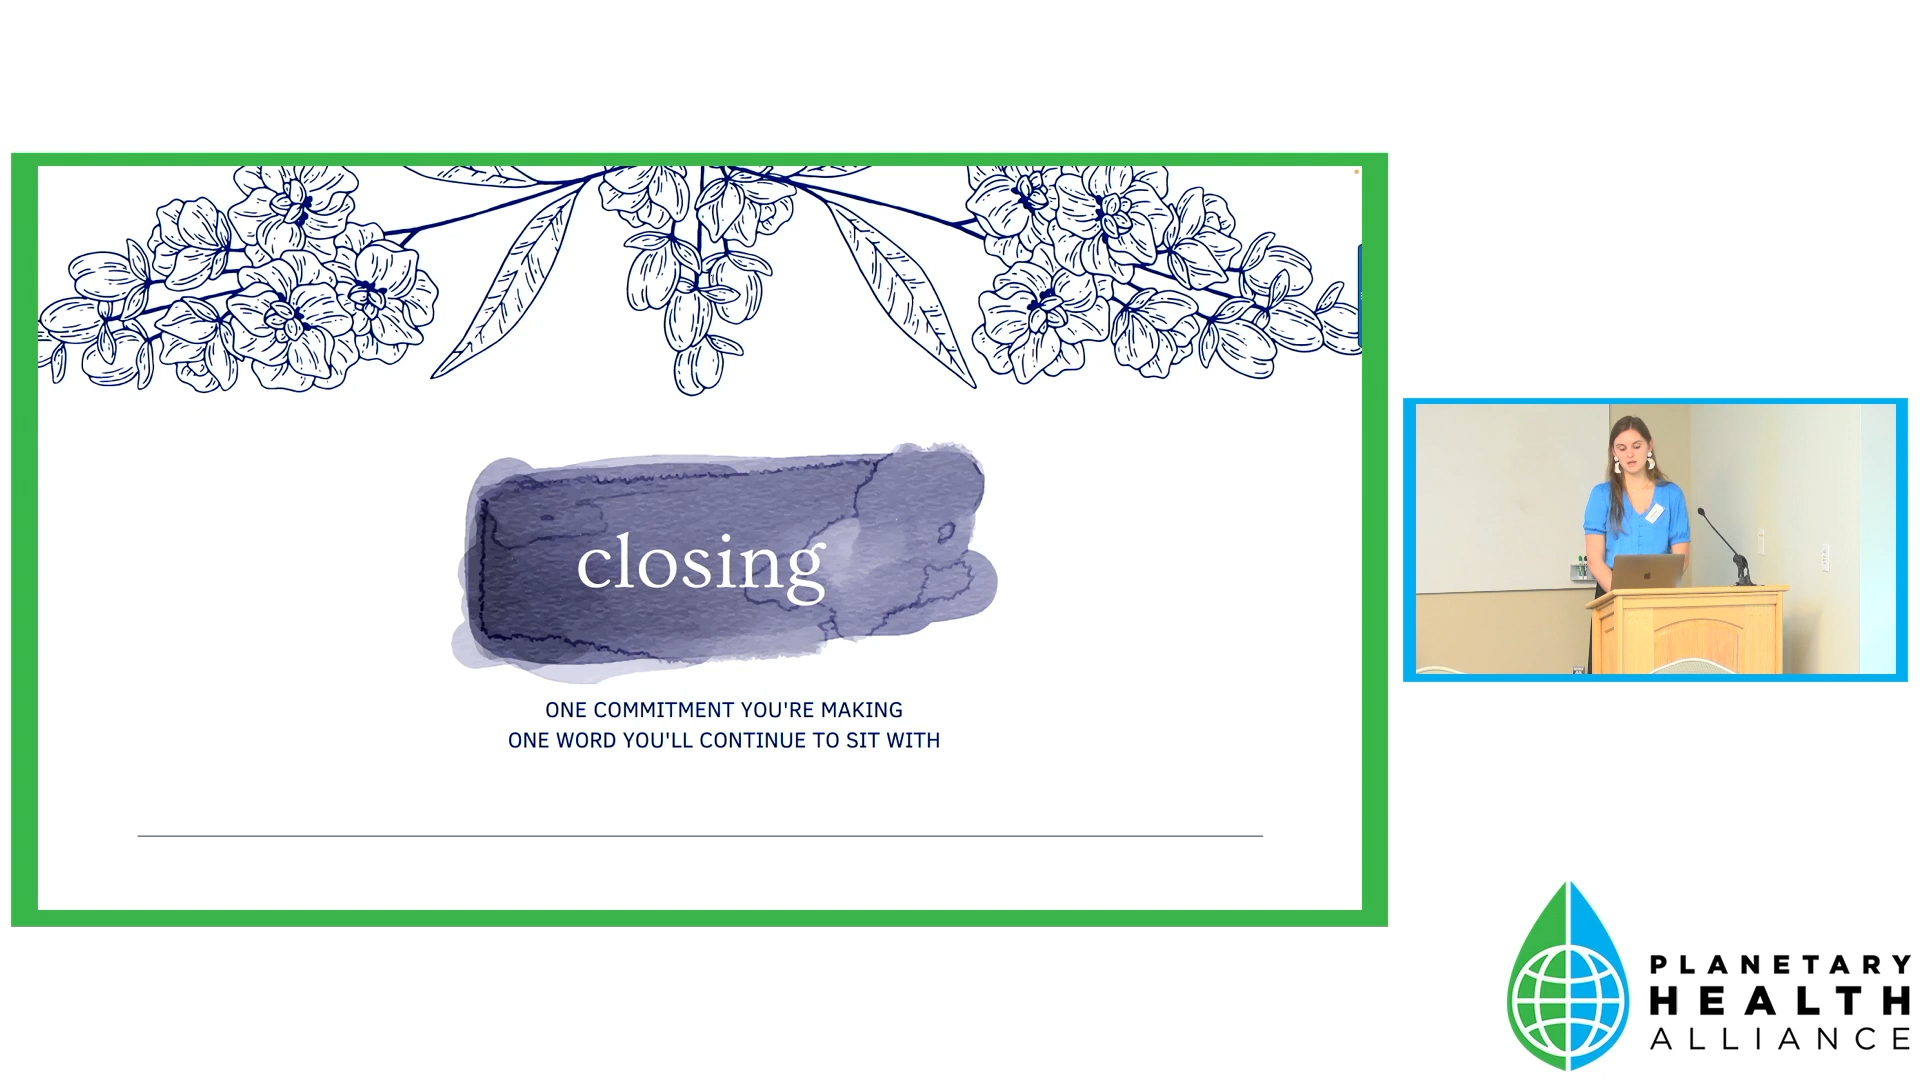 closing
ONE COMMITMENT YOU'RE MAKING
ONE WORD YOU'LL CONTINUE TO SIT WITH
PLANETARY
HEALTH
ALLIANCE